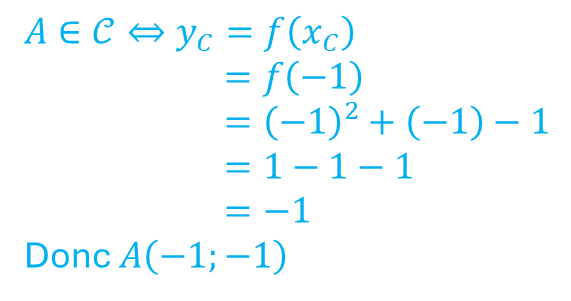 A ∈ 𝒞 ⇔ y_C = f(x_C)
= f(−1)
= (−1)² + (−1) − 1
= 1 − 1 − 1
= −1
Donc A(−1; −1)